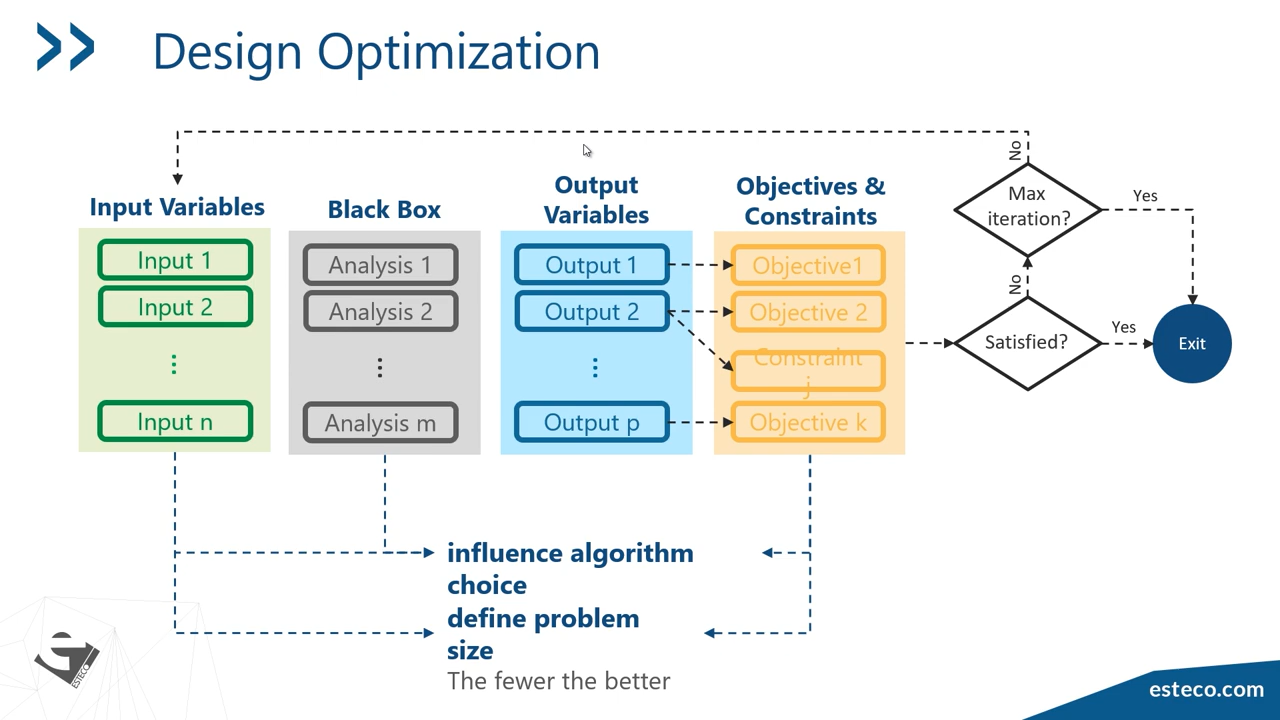 Design Optimization
No
Max
iteration?
Yes
Input Variables
Black Box
Output
Variables
Objectives &
Constraints
Input 1
Input 2
⋮
Input n
Analysis 1
Analysis 2
⋮
Analysis m
Output 1
Output 2
⋮
Output p
Objective1
Objective 2
Constraint
j
Objective k
No
Satisfied?
Yes
Exit
influence algorithm
choice
define problem
size
The fewer the better
e
ESTECO
esteco.com